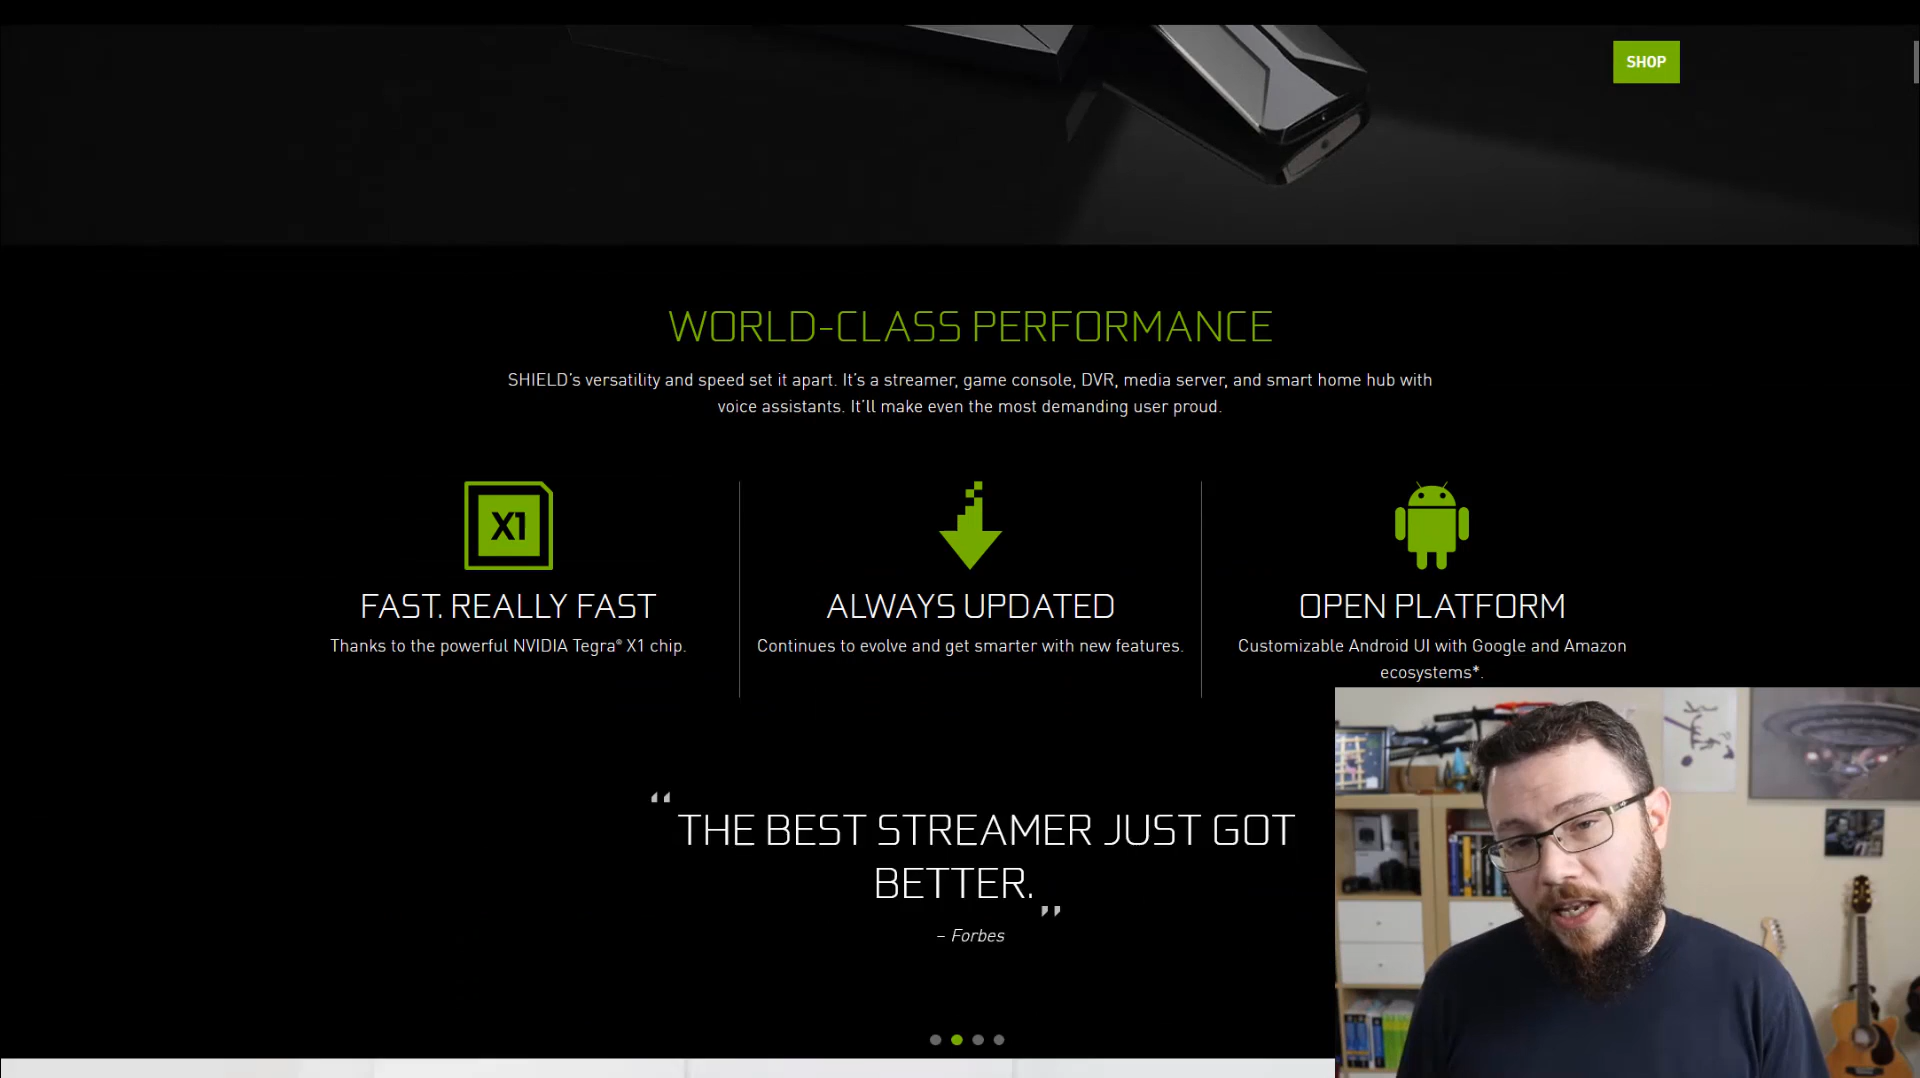 SHOP
WORLD-CLASS PERFORMANCE
SHIELD’s versatility and speed set it apart. It’s a streamer, game console, DVR, media server, and smart home hub with
voice assistants. It’ll make even the most demanding user proud.
X1
FAST. REALLY FAST
Thanks to the powerful NVIDIA Tegra® X1 chip.
ALWAYS UPDATED
Continues to evolve and get smarter with new features.
OPEN PLATFORM
Customizable Android UI with Google and Amazon
ecosystems*.
“ THE BEST STREAMER JUST GOT
BETTER. ”
– Forbes